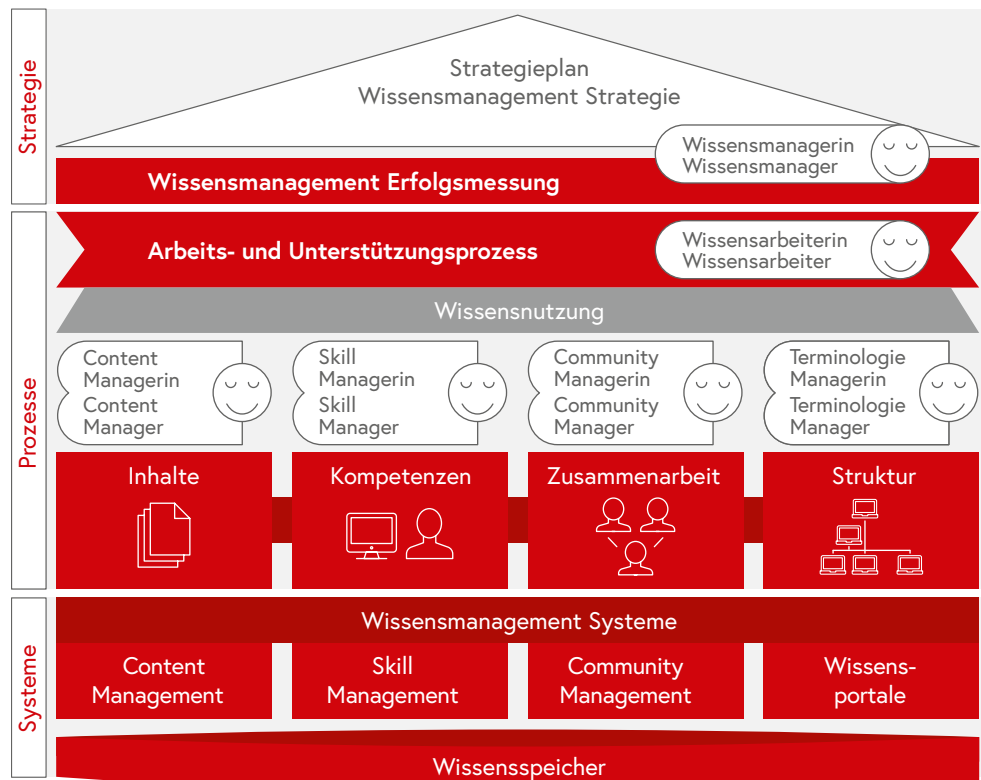 Strategie
Strategieplan
Wissensmanagement Strategie
Wissensmanagerin
Wissensmanager
Wissensmanagement Erfolgsmessung
Prozesse
Arbeits- und Unterstützungsprozess
Wissensarbeiterin
Wissensarbeiter
Wissensnutzung
Content
Managerin
Content
Manager
Skill
Managerin
Skill
Manager
Community
Managerin
Community
Manager
Terminologie
Managerin
Terminologie
Manager
Inhalte
Kompetenzen
Zusammenarbeit
Struktur
Systeme
Wissensmanagement Systeme
Content
Management
Skill
Management
Community
Management
Wissens-
portale
Wissensspeicher